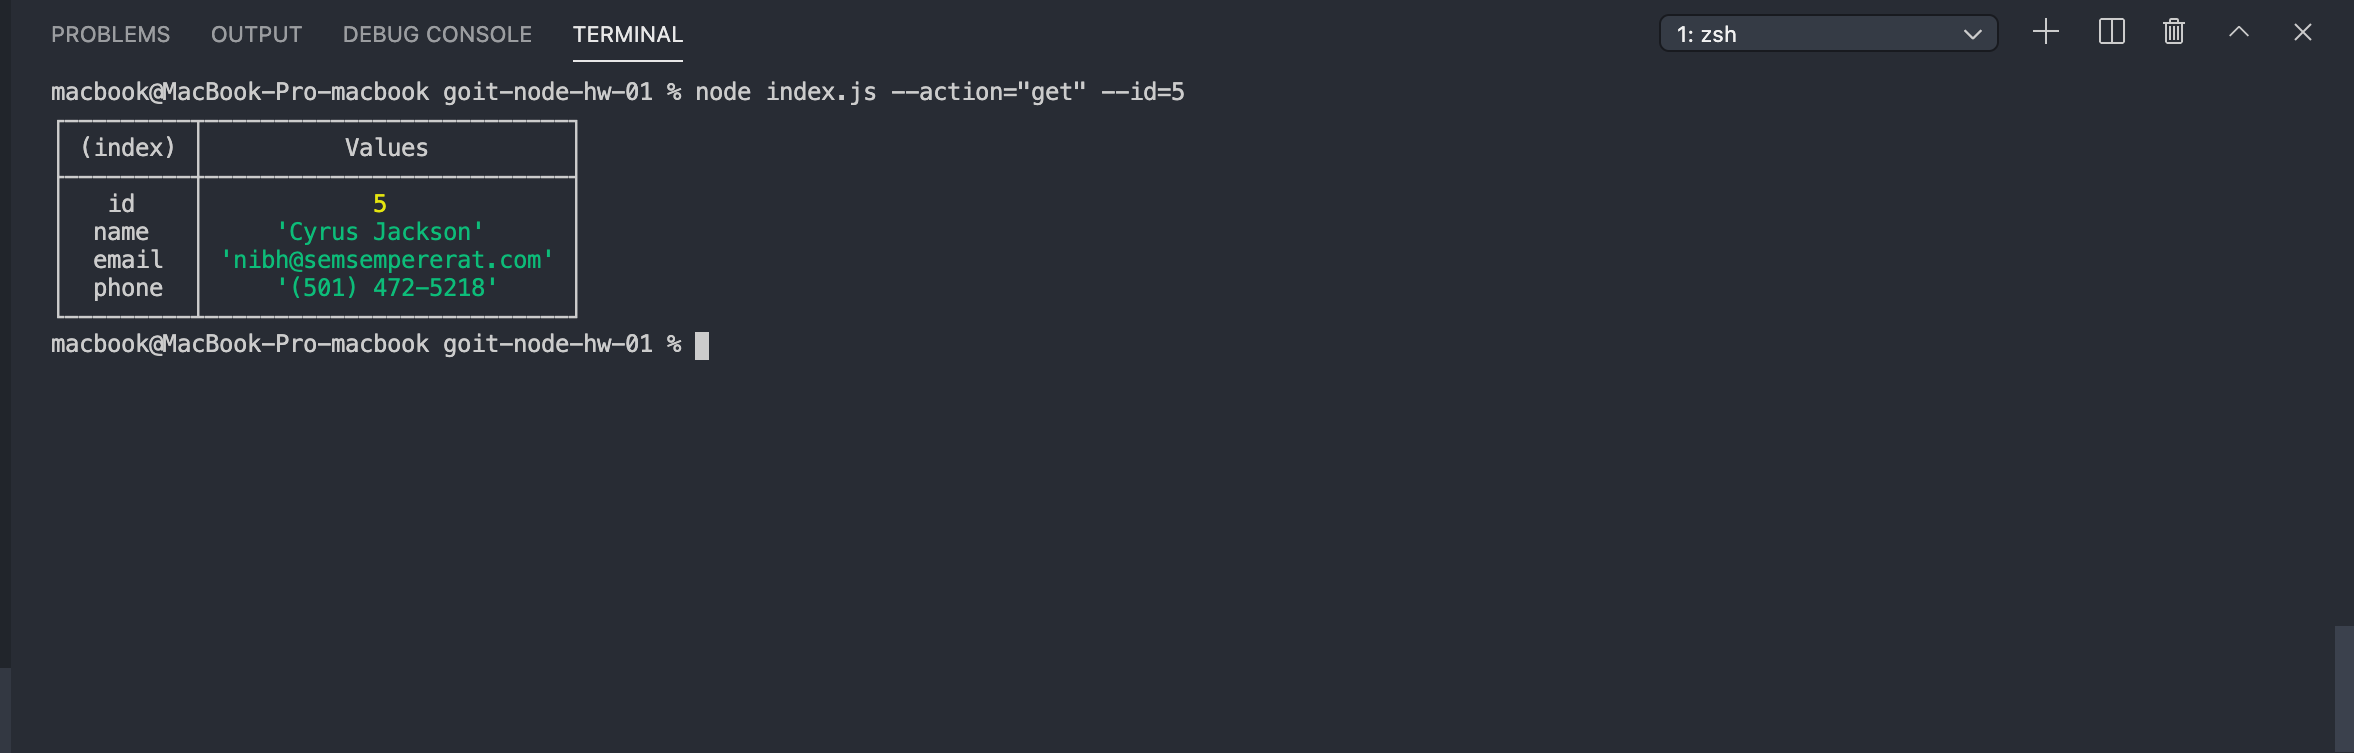 PROBLEMS OUTPUT DEBUG CONSOLE TERMINAL 1: zsh
macbook@MacBook-Pro-macbook goit-node-hw-01 % node index.js --action="get" --id=5
(index) Values
id 5
name 'Cyrus Jackson'
email 'nibh@semsempererat.com'
phone '(501) 472-5218'
macbook@MacBook-Pro-macbook goit-node-hw-01 %